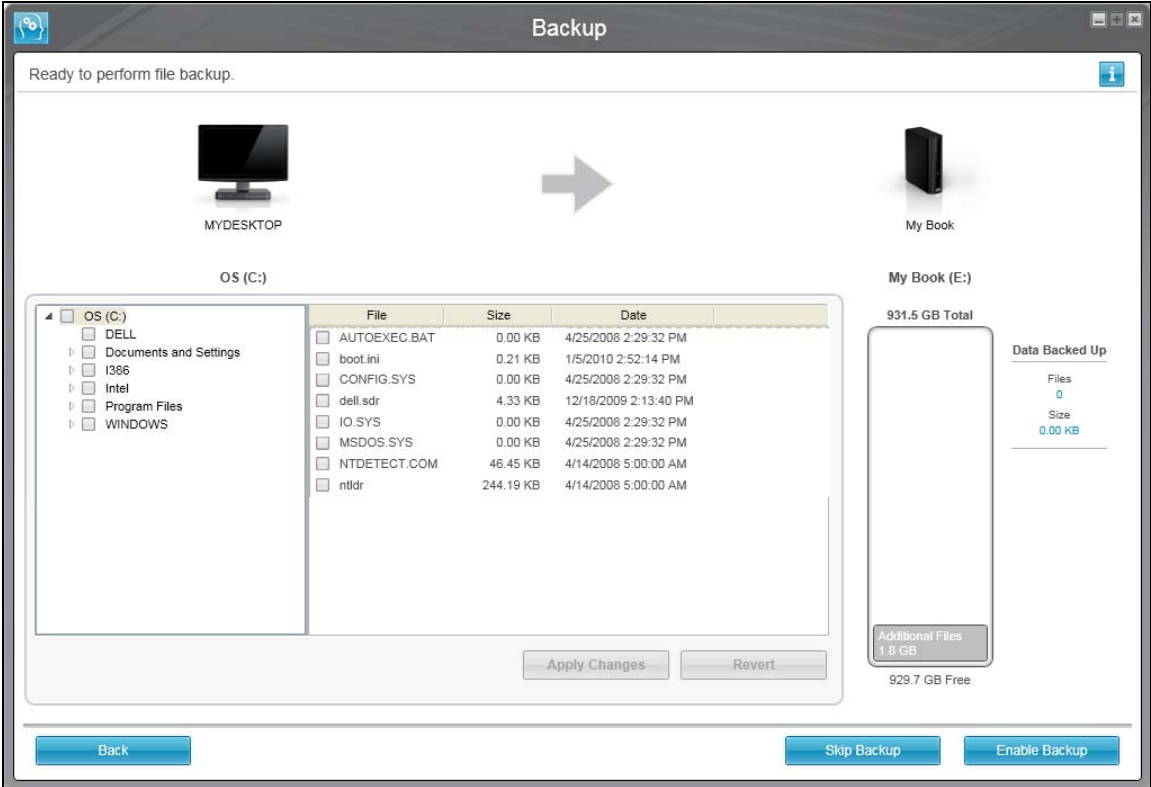 Backup
Ready to perform file backup.
i
MYDESKTOP
My Book
OS (C:)
My Book (E:)
OS (C:)
DELL
Documents and Settings
I386
Intel
Program Files
WINDOWS
File Size Date
AUTOEXEC.BAT 0.00 KB 4/25/2008 2:29:32 PM
boot.ini 0.21 KB 1/5/2010 2:52:14 PM
CONFIG.SYS 0.00 KB 4/25/2008 2:29:32 PM
dell.sdr 4.33 KB 12/18/2009 2:13:40 PM
IO.SYS 0.00 KB 4/25/2008 2:29:32 PM
MSDOS.SYS 0.00 KB 4/25/2008 2:29:32 PM
NTDETECT.COM 46.45 KB 4/14/2008 5:00:00 AM
ntldr 244.19 KB 4/14/2008 5:00:00 AM
Apply Changes
Revert
931.5 GB Total
Additional Files
1.8 GB
929.7 GB Free
Data Backed Up
Files
0
Size
0.00 KB
Back
Skip Backup
Enable Backup